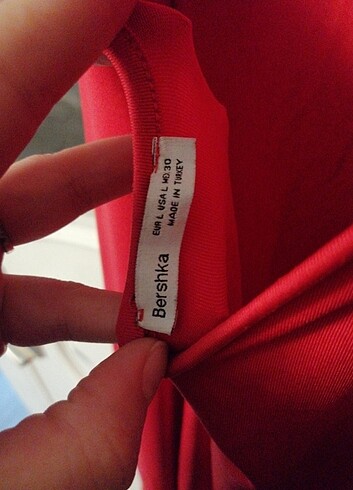 Bershka
EUR L USA L MEX 30
MADE IN TURKEY